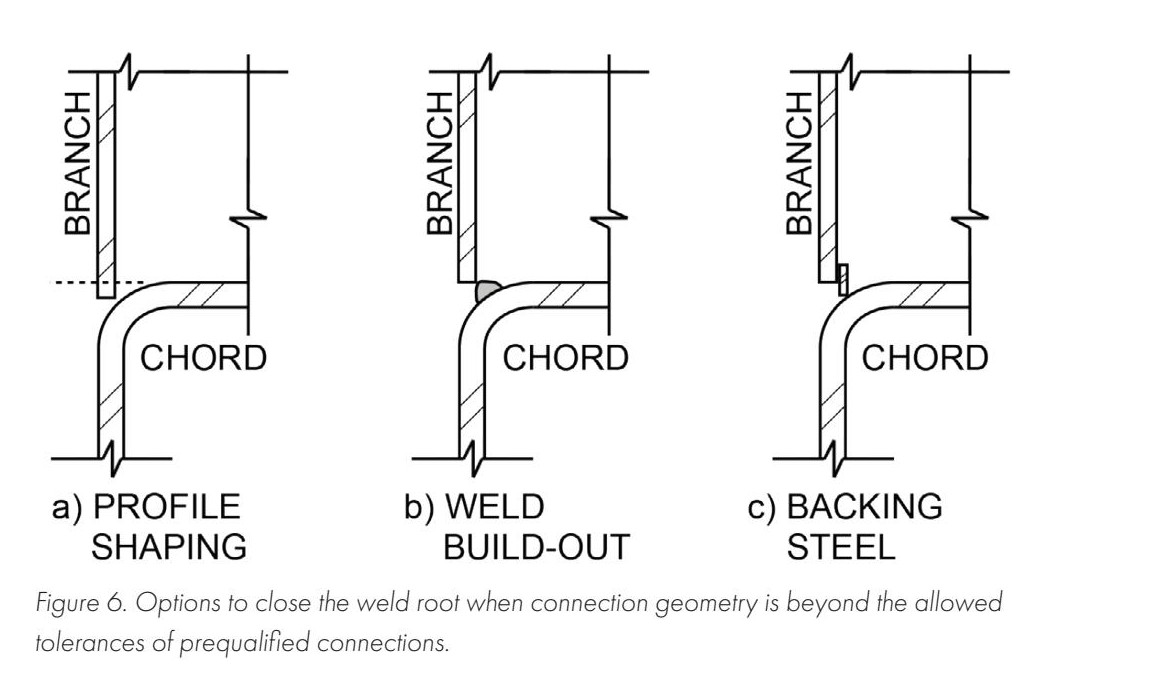 BRANCH
CHORD
a) PROFILE
SHAPING
BRANCH
CHORD
b) WELD
BUILD-OUT
BRANCH
CHORD
c) BACKING
STEEL
Figure 6. Options to close the weld root when connection geometry is beyond the allowed
tolerances of prequalified connections.